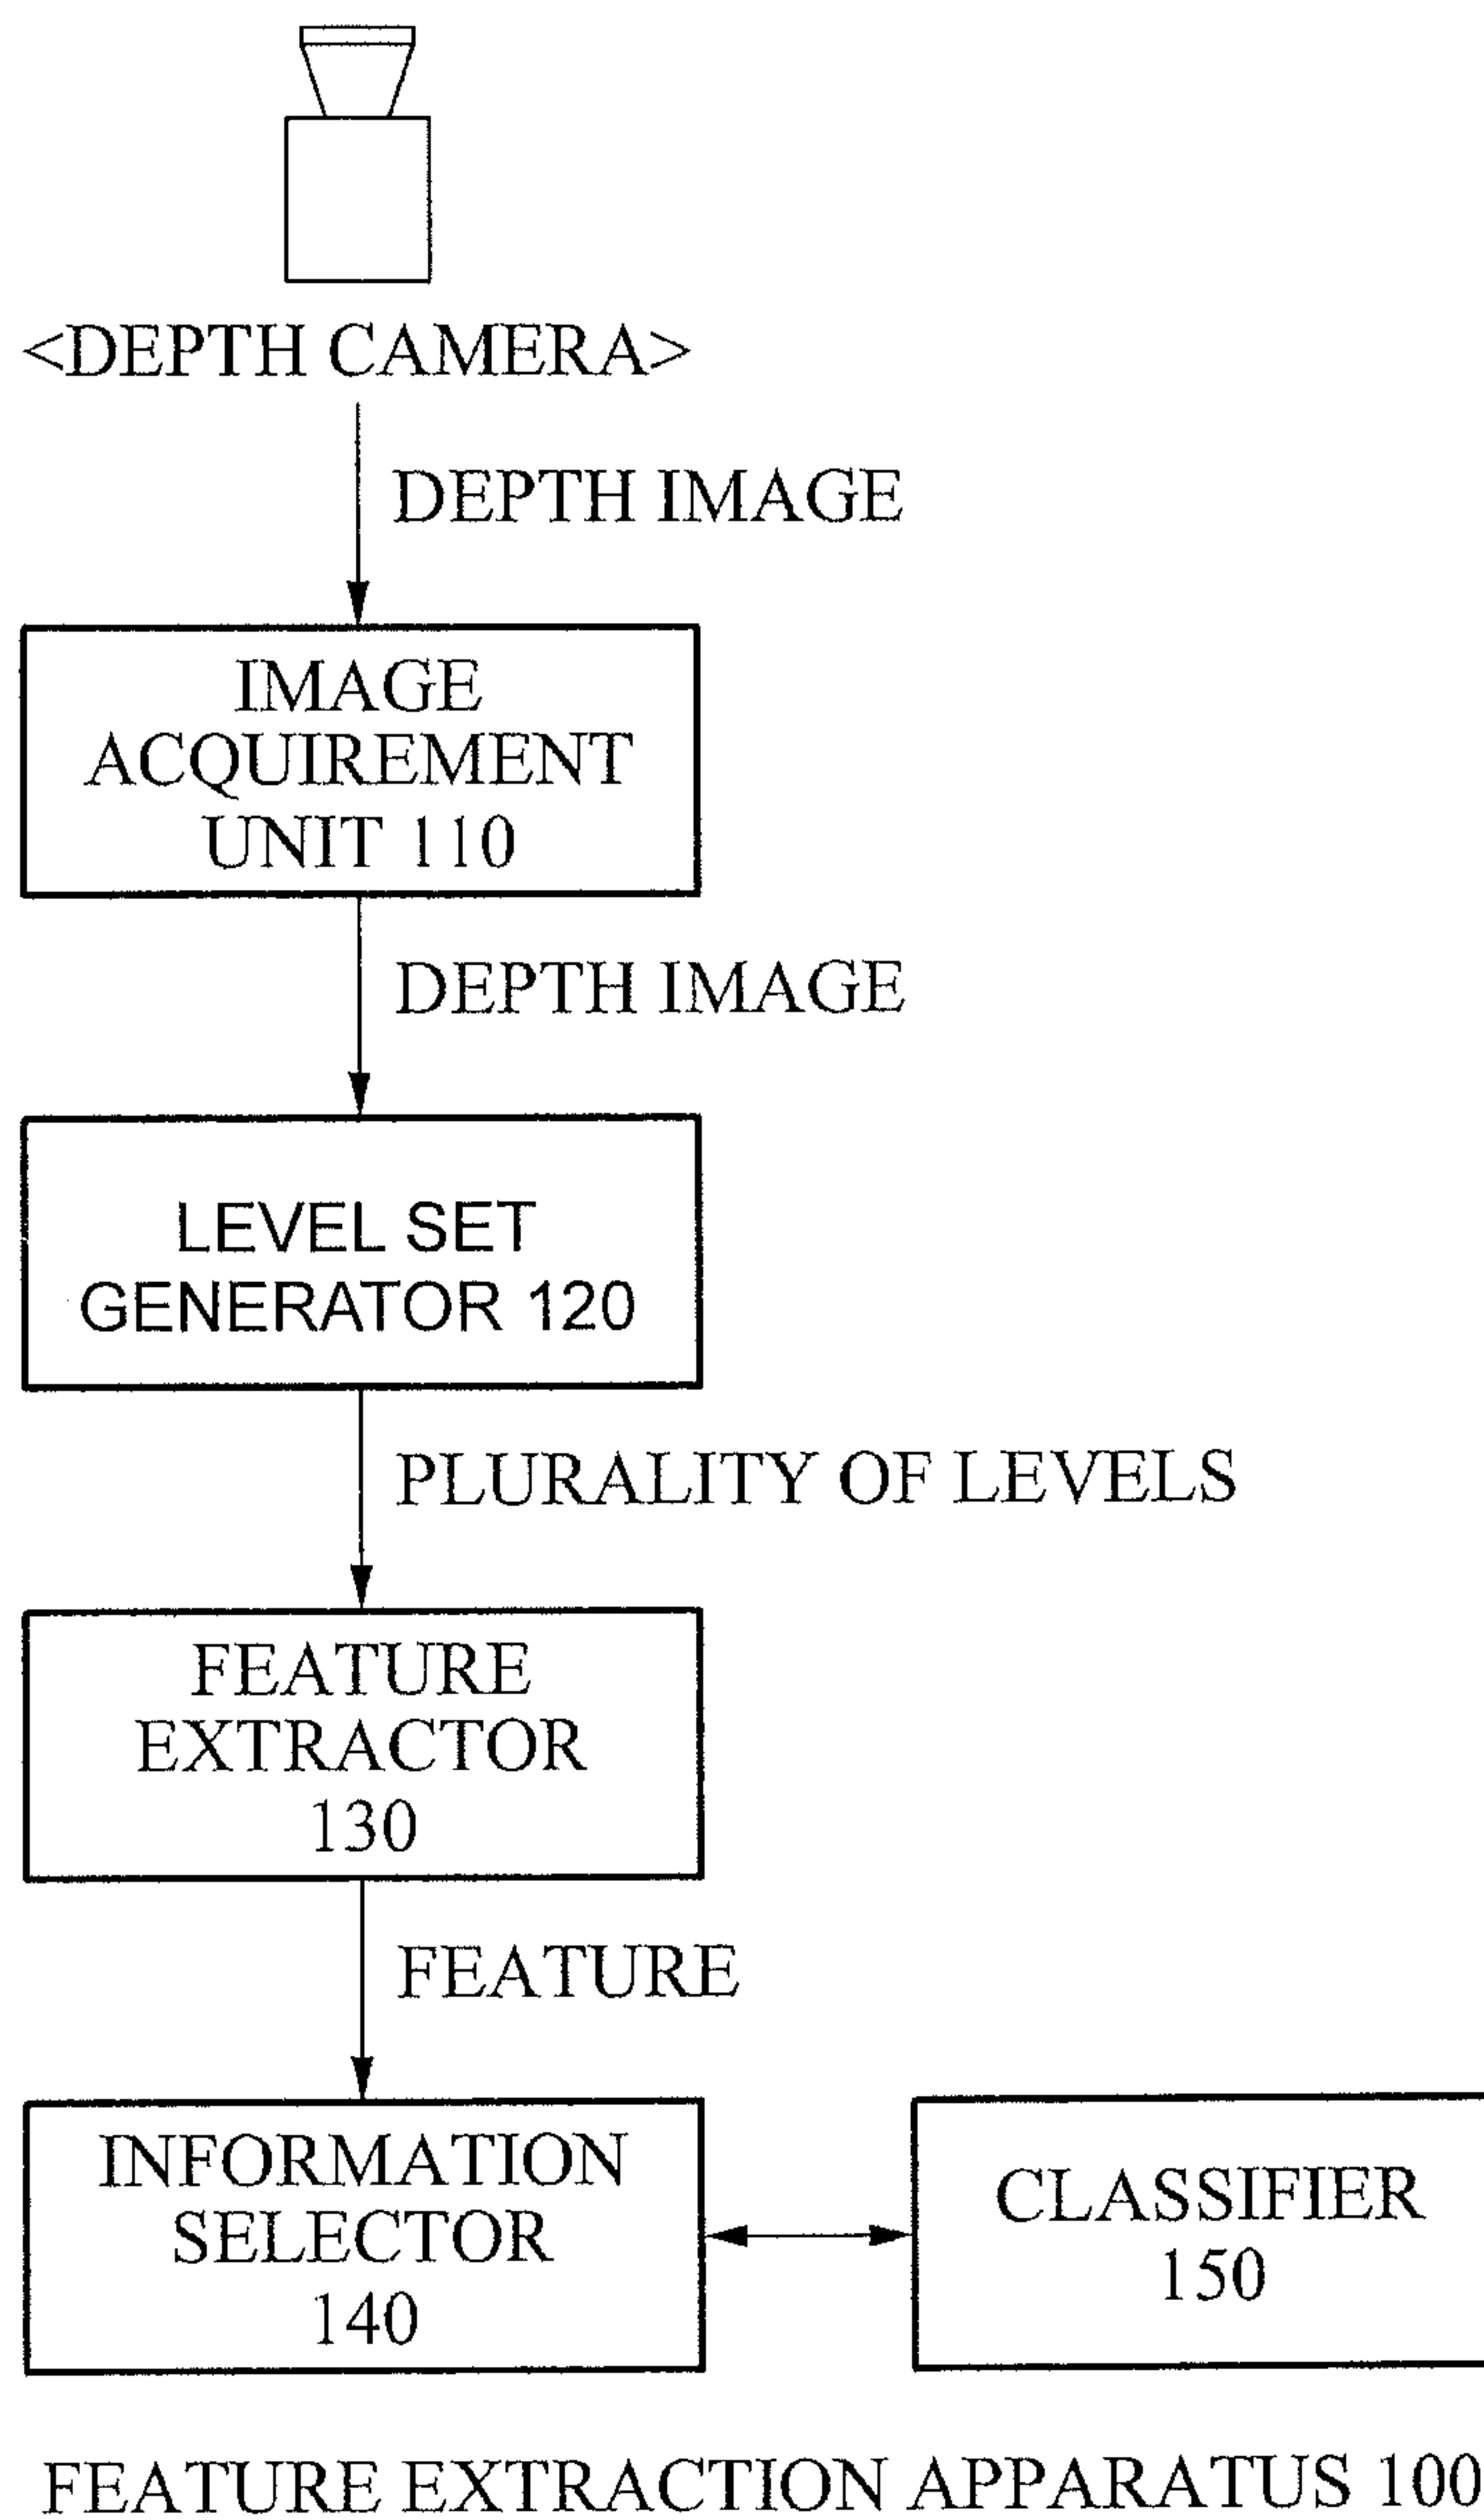 <DEPTH CAMERA>
DEPTH IMAGE
IMAGE
ACQUIREMENT
UNIT 110
DEPTH IMAGE
LEVEL SET
GENERATOR 120
PLURALITY OF LEVELS
FEATURE
EXTRACTOR
130
FEATURE
INFORMATION
SELECTOR
140
CLASSIFIER
150
FEATURE EXTRACTION APPARATUS 100